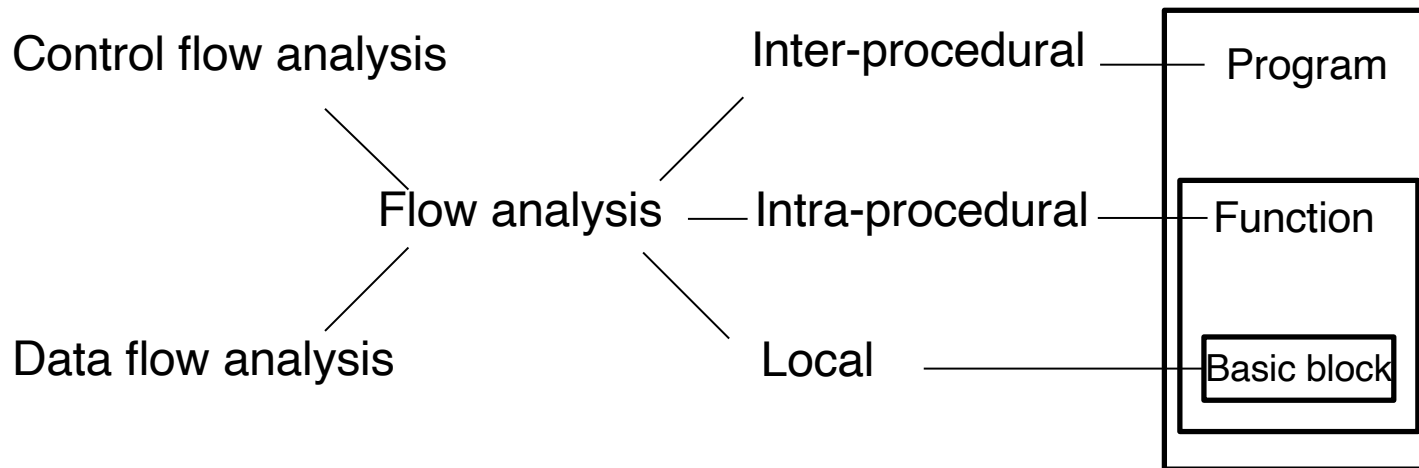 Control flow analysis
Inter-procedural
Program
Flow analysis
Intra-procedural
Function
Data flow analysis
Local
Basic block